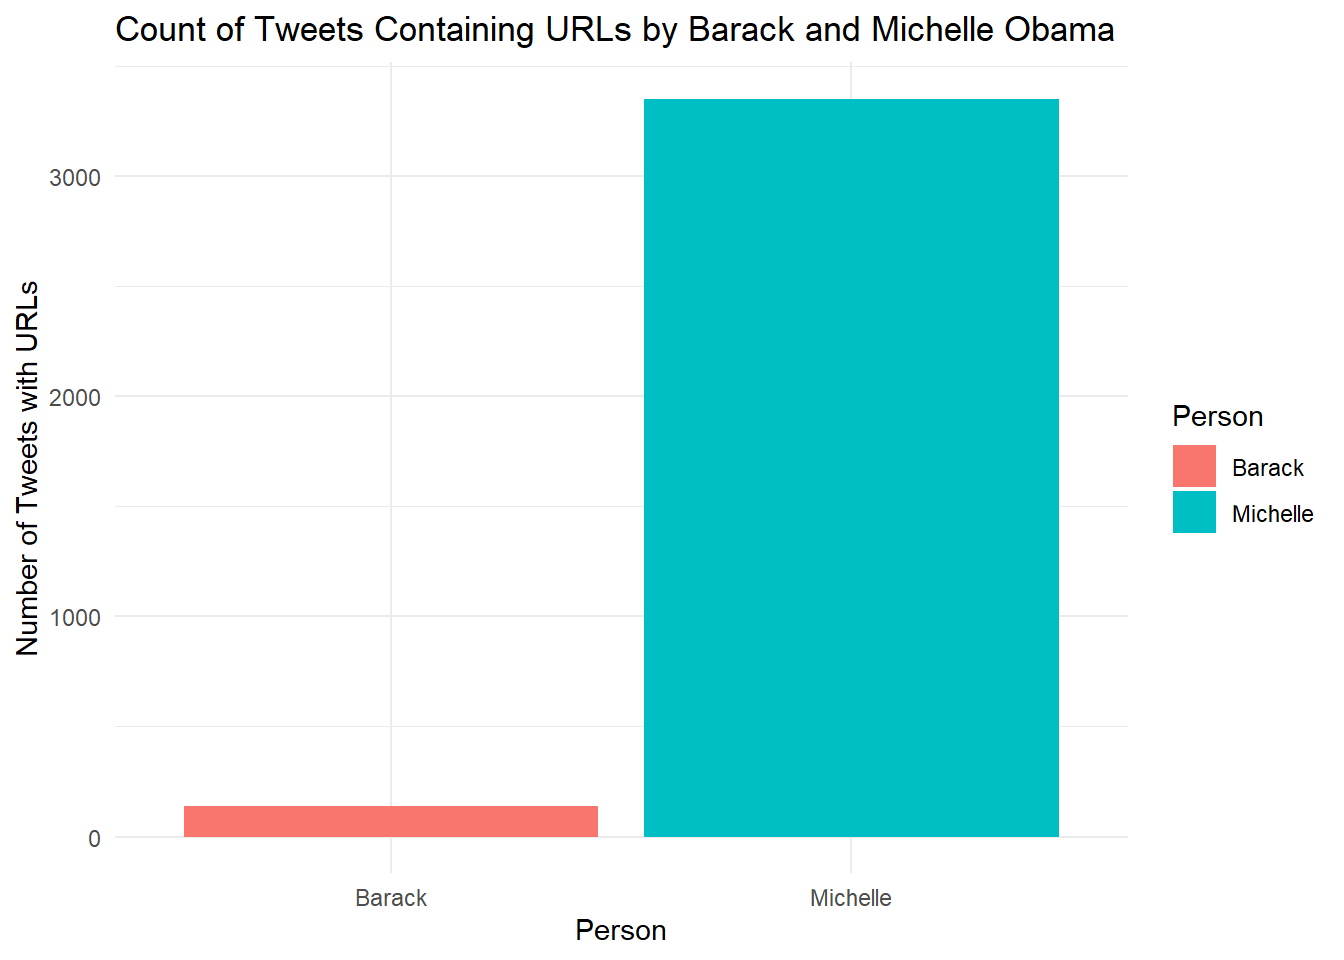 Count of Tweets Containing URLs by Barack and Michelle Obama
Number of Tweets with URLs
3000
2000
1000
0
Barack
Michelle
Person
Person
Barack
Michelle